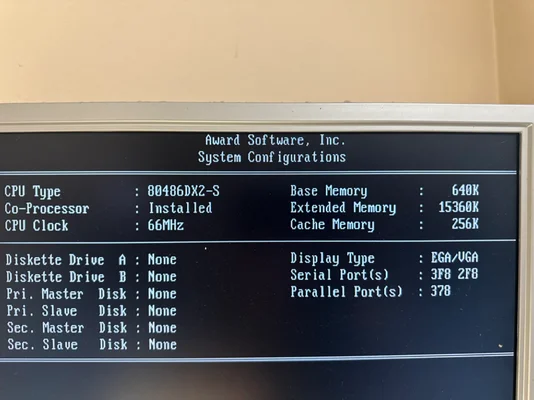 Award Software, Inc.
System Configurations
CPU Type : 80486DX2-S Base Memory : 640K
Co-Processor : Installed Extended Memory : 15360K
CPU Clock : 66MHz Cache Memory : 256K
Diskette Drive A : None Display Type : EGA/VGA
Diskette Drive B : None Serial Port(s) : 3F8 2F8
Pri. Master Disk : None Parallel Port(s) : 378
Pri. Slave Disk : None
Sec. Master Disk : None
Sec. Slave Disk : None